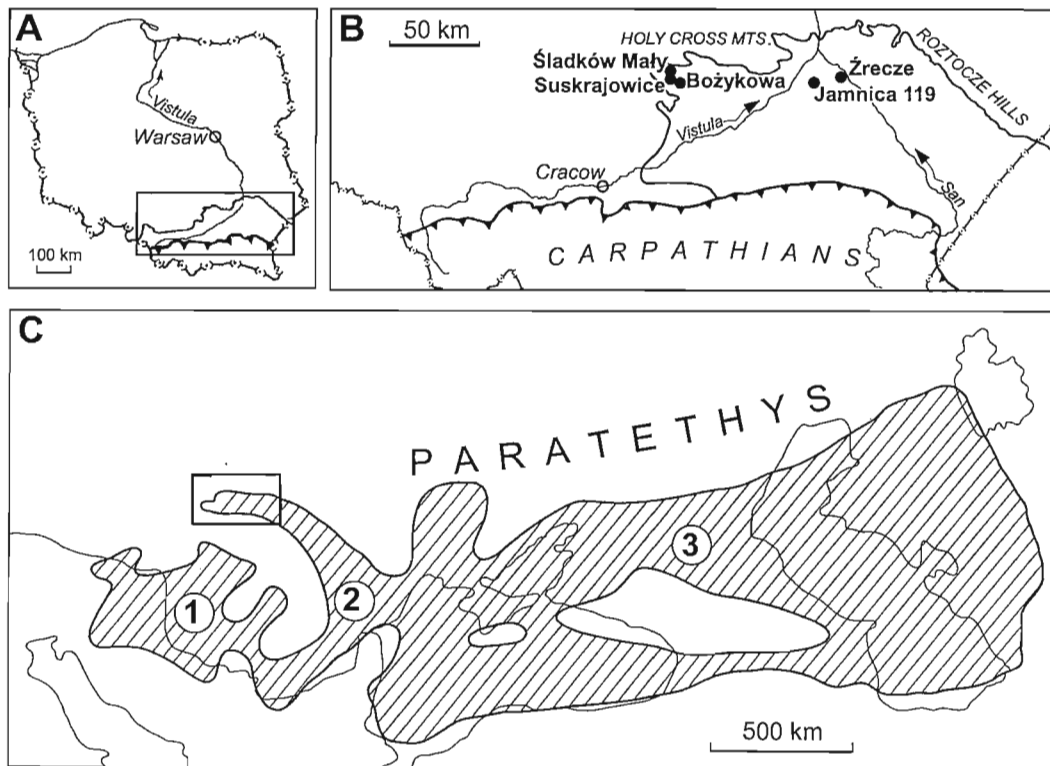 A
Vistula
Warsaw
100 km
B
50 km
HOLY CROSS MTS.
ROZTOCZE HILLS
Śladków Mały
Suskrajowice
Bożykowa
Żrecze
Jamnica 119
Vistula
Cracow
San
CARPATHIANS
C
PARATETHYS
1
2
3
500 km